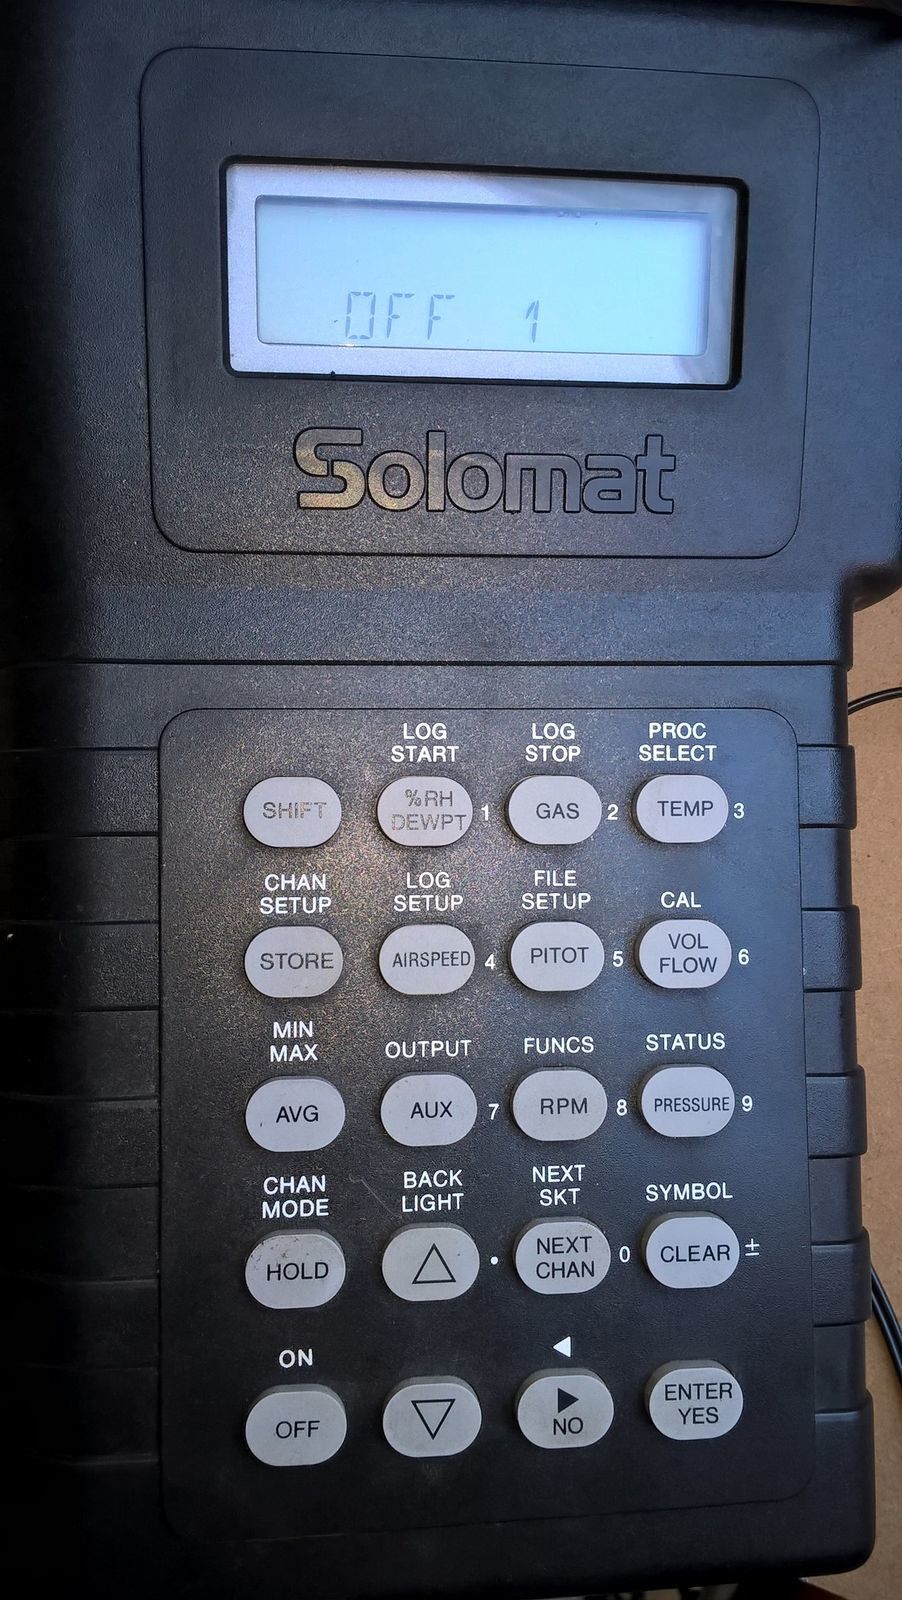 OFF 1
Solomat
LOG START
LOG STOP
PROC SELECT
SHIFT
%RH DEWPT 1
GAS 2
TEMP 3
CHAN SETUP
LOG SETUP
FILE SETUP
CAL
STORE
AIRSPEED 4
PITOT 5
VOL FLOW 6
MIN MAX
OUTPUT
FUNCS
STATUS
AVG
AUX 7
RPM 8
PRESSURE 9
CHAN MODE
BACK LIGHT
NEXT SKT
SYMBOL
HOLD
△ •
NEXT CHAN 0
CLEAR ±
ON
◀
OFF
▽
▶ NO
ENTER YES